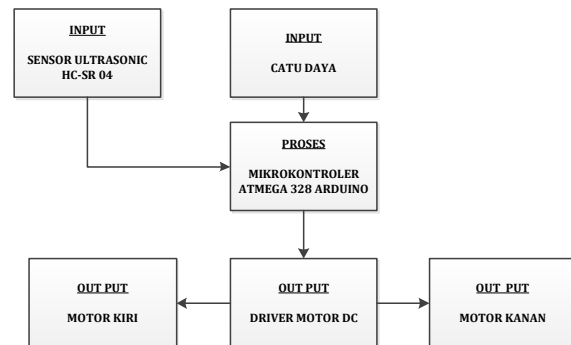 INPUT
SENSOR ULTRASONIC
HC-SR 04
INPUT
CATU DAYA
PROSES
MIKROKONTROLER
ATMEGA 328 ARDUINO
OUT PUT
MOTOR KIRI
OUT PUT
DRIVER MOTOR DC
OUT PUT
MOTOR KANAN